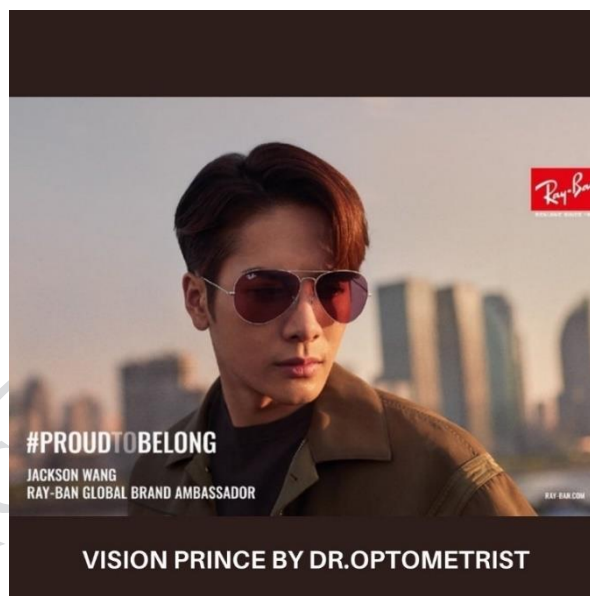 Ray-Ban
#PROUDTOBELONG
JACKSON WANG
RAY-BAN GLOBAL BRAND AMBASSADOR
RAY-BAN.COM
VISION PRINCE BY DR.OPTOMETRIST